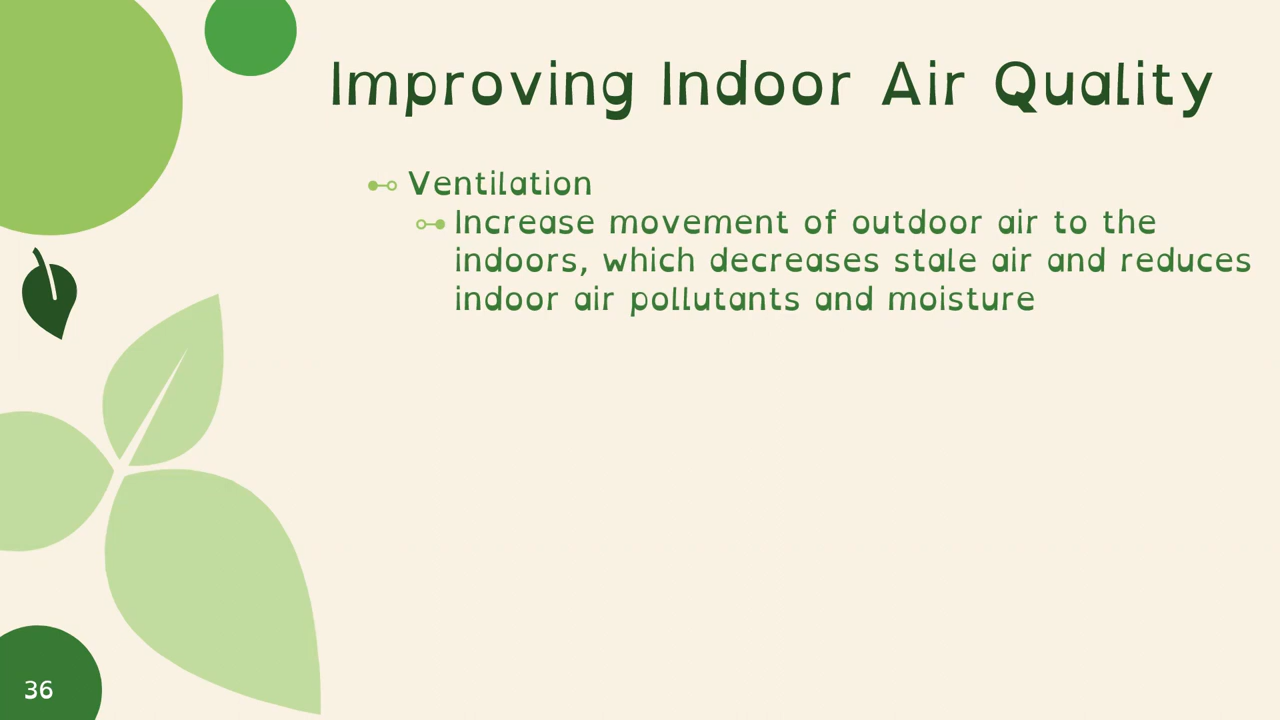 Improving Indoor Air Quality
Ventilation
Increase movement of outdoor air to the
indoors, which decreases stale air and reduces
indoor air pollutants and moisture
36